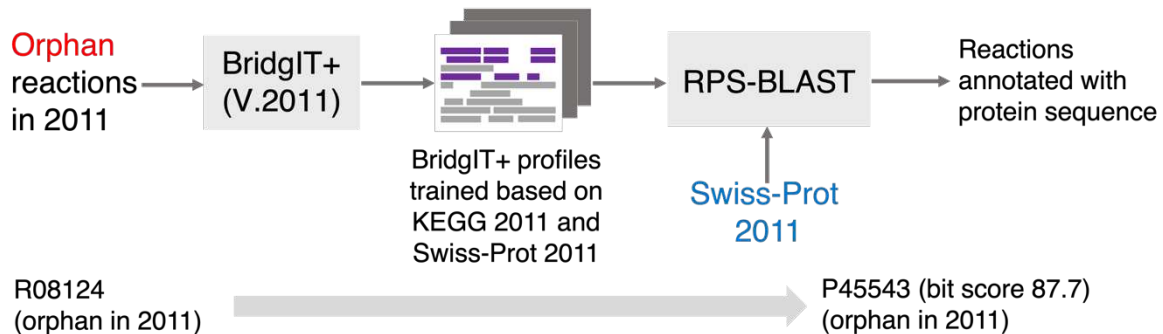 Orphan
reactions
in 2011
BridgIT+
(V.2011)
BridgIT+ profiles
trained based on
KEGG 2011 and
Swiss-Prot 2011
RPS-BLAST
Swiss-Prot
2011
Reactions
annotated with
protein sequence
R08124
(orphan in 2011)
P45543 (bit score 87.7)
(orphan in 2011)